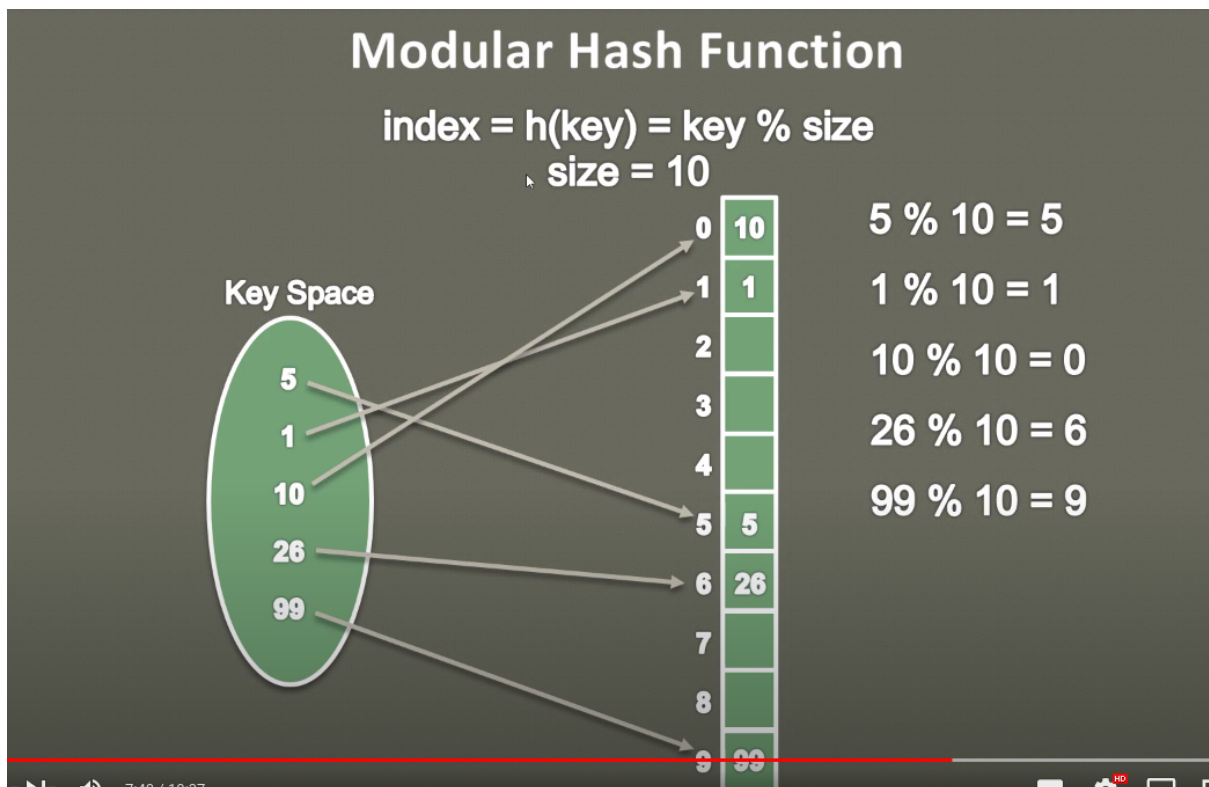 Modular Hash Function
index = h(key) = key % size
size = 10
Key Space
5
1
10
26
99
0 10
1 1
2
3
4
5 5
6 26
7
8
9 99
5 % 10 = 5
1 % 10 = 1
10 % 10 = 0
26 % 10 = 6
99 % 10 = 9
HD